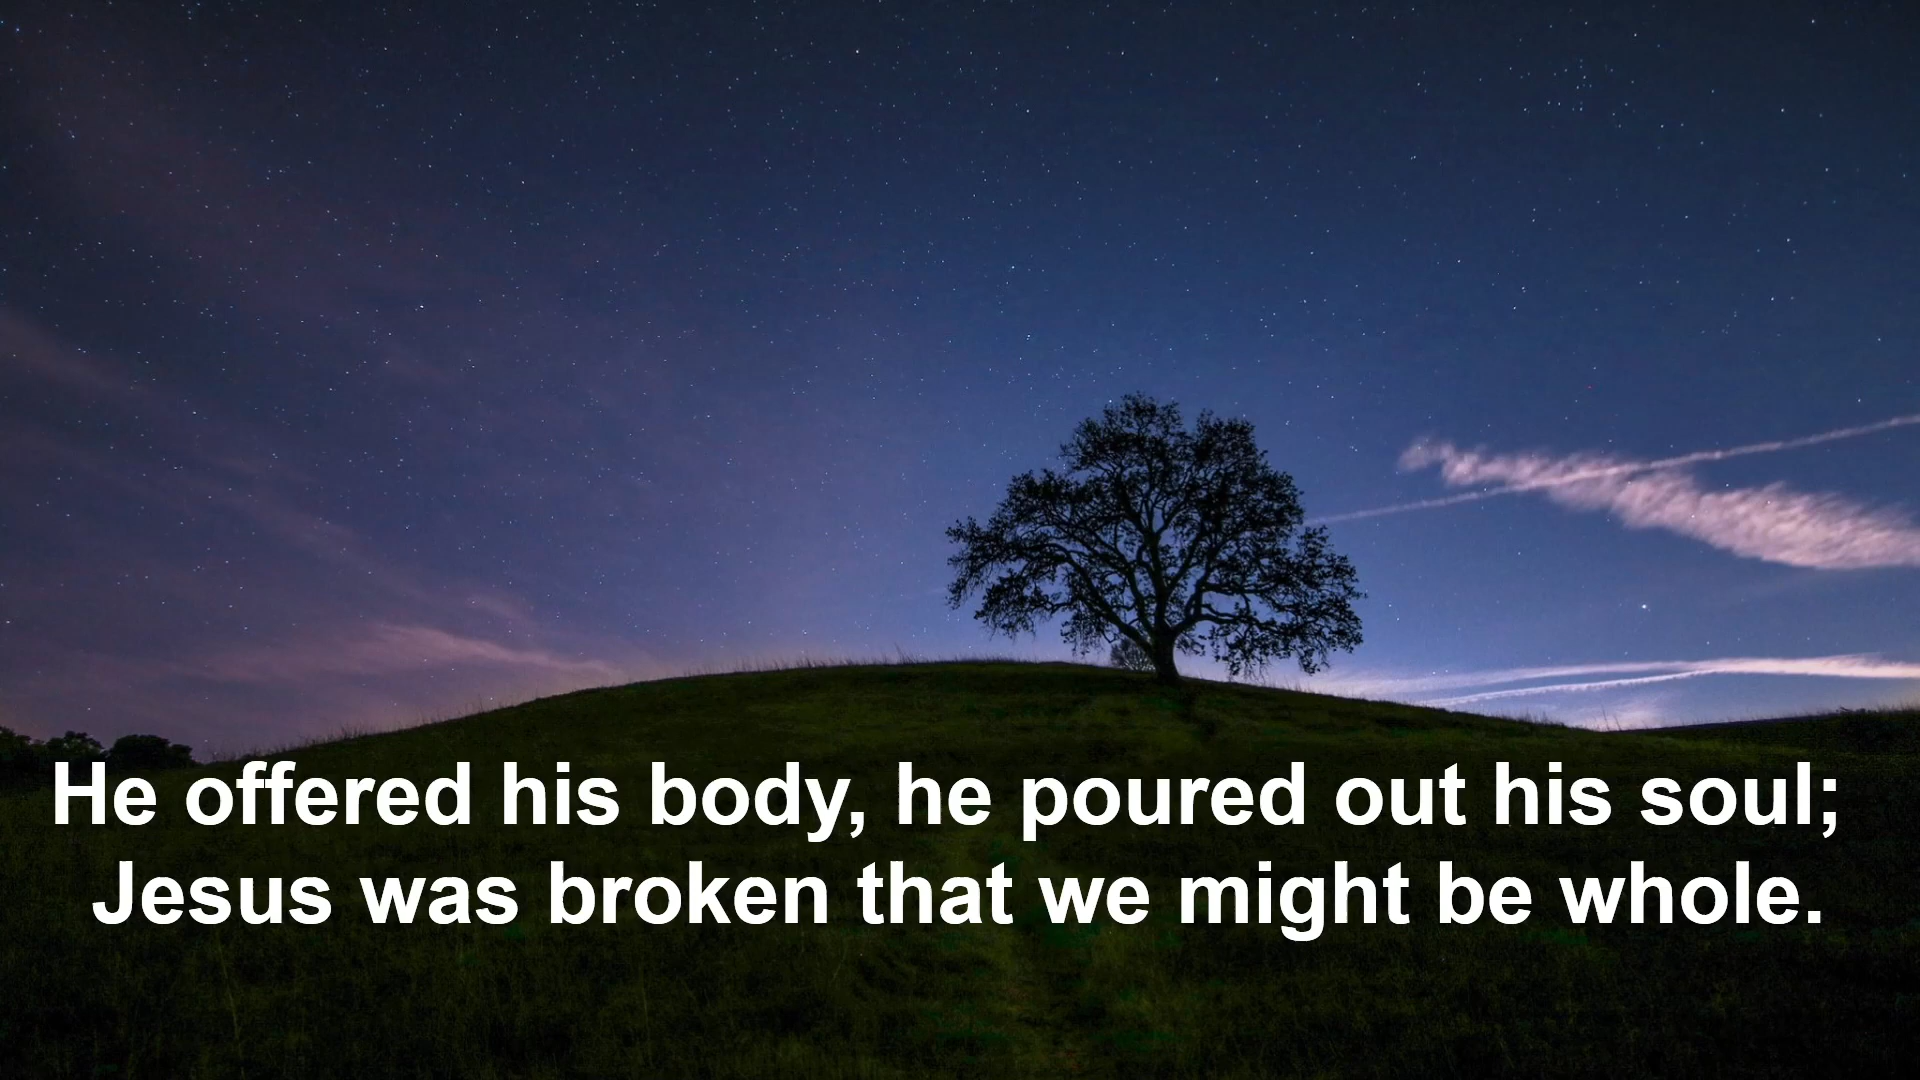 He offered his body, he poured out his soul;
Jesus was broken that we might be whole.